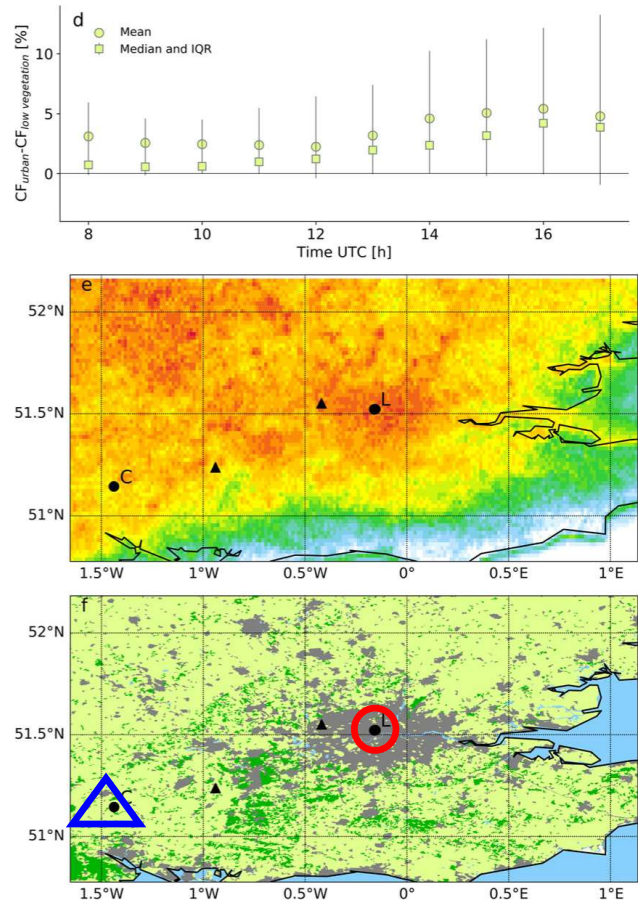 d
Mean
Median and IQR
CF_urban-CF_low vegetation [%]
10
5
0
8
10
12
14
16
Time UTC [h]
e
52°N
51.5°N
51°N
L
C
1.5°W
1°W
0.5°W
0°
0.5°E
1°E
f
52°N
51.5°N
51°N
L
C
1.5°W
1°W
0.5°W
0°
0.5°E
1°E